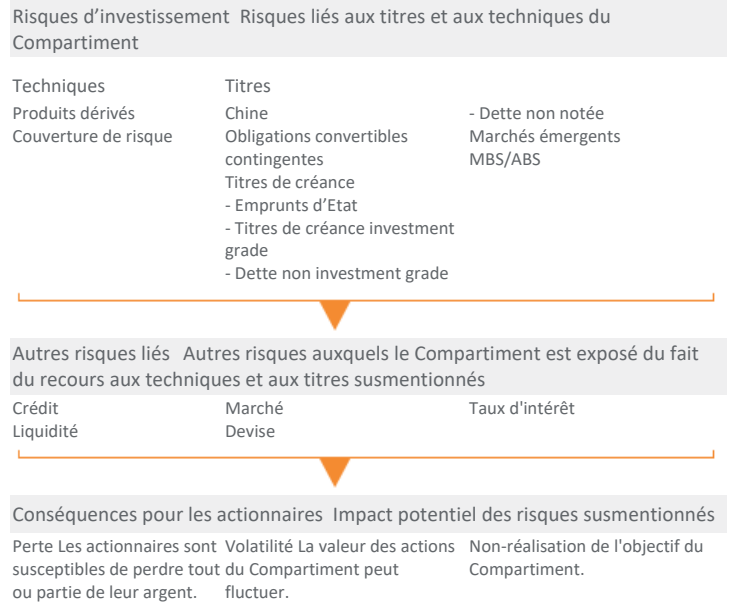 Risques d’investissement Risques liés aux titres et aux techniques du
Compartiment
Techniques
Produits dérivés
Couverture de risque
Titres
Chine
Obligations convertibles
contingentes
Titres de créance
- Emprunts d’Etat
- Titres de créance investment
grade
- Dette non investment grade
- Dette non notée
Marchés émergents
MBS/ABS
Autres risques liés Autres risques auxquels le Compartiment est exposé du fait
du recours aux techniques et aux titres susmentionnés
Crédit
Liquidité
Marché
Devise
Taux d'intérêt
Conséquences pour les actionnaires Impact potentiel des risques susmentionnés
Perte Les actionnaires sont
susceptibles de perdre tout
ou partie de leur argent.
Volatilité La valeur des actions
du Compartiment peut
fluctuer.
Non-réalisation de l'objectif du
Compartiment.